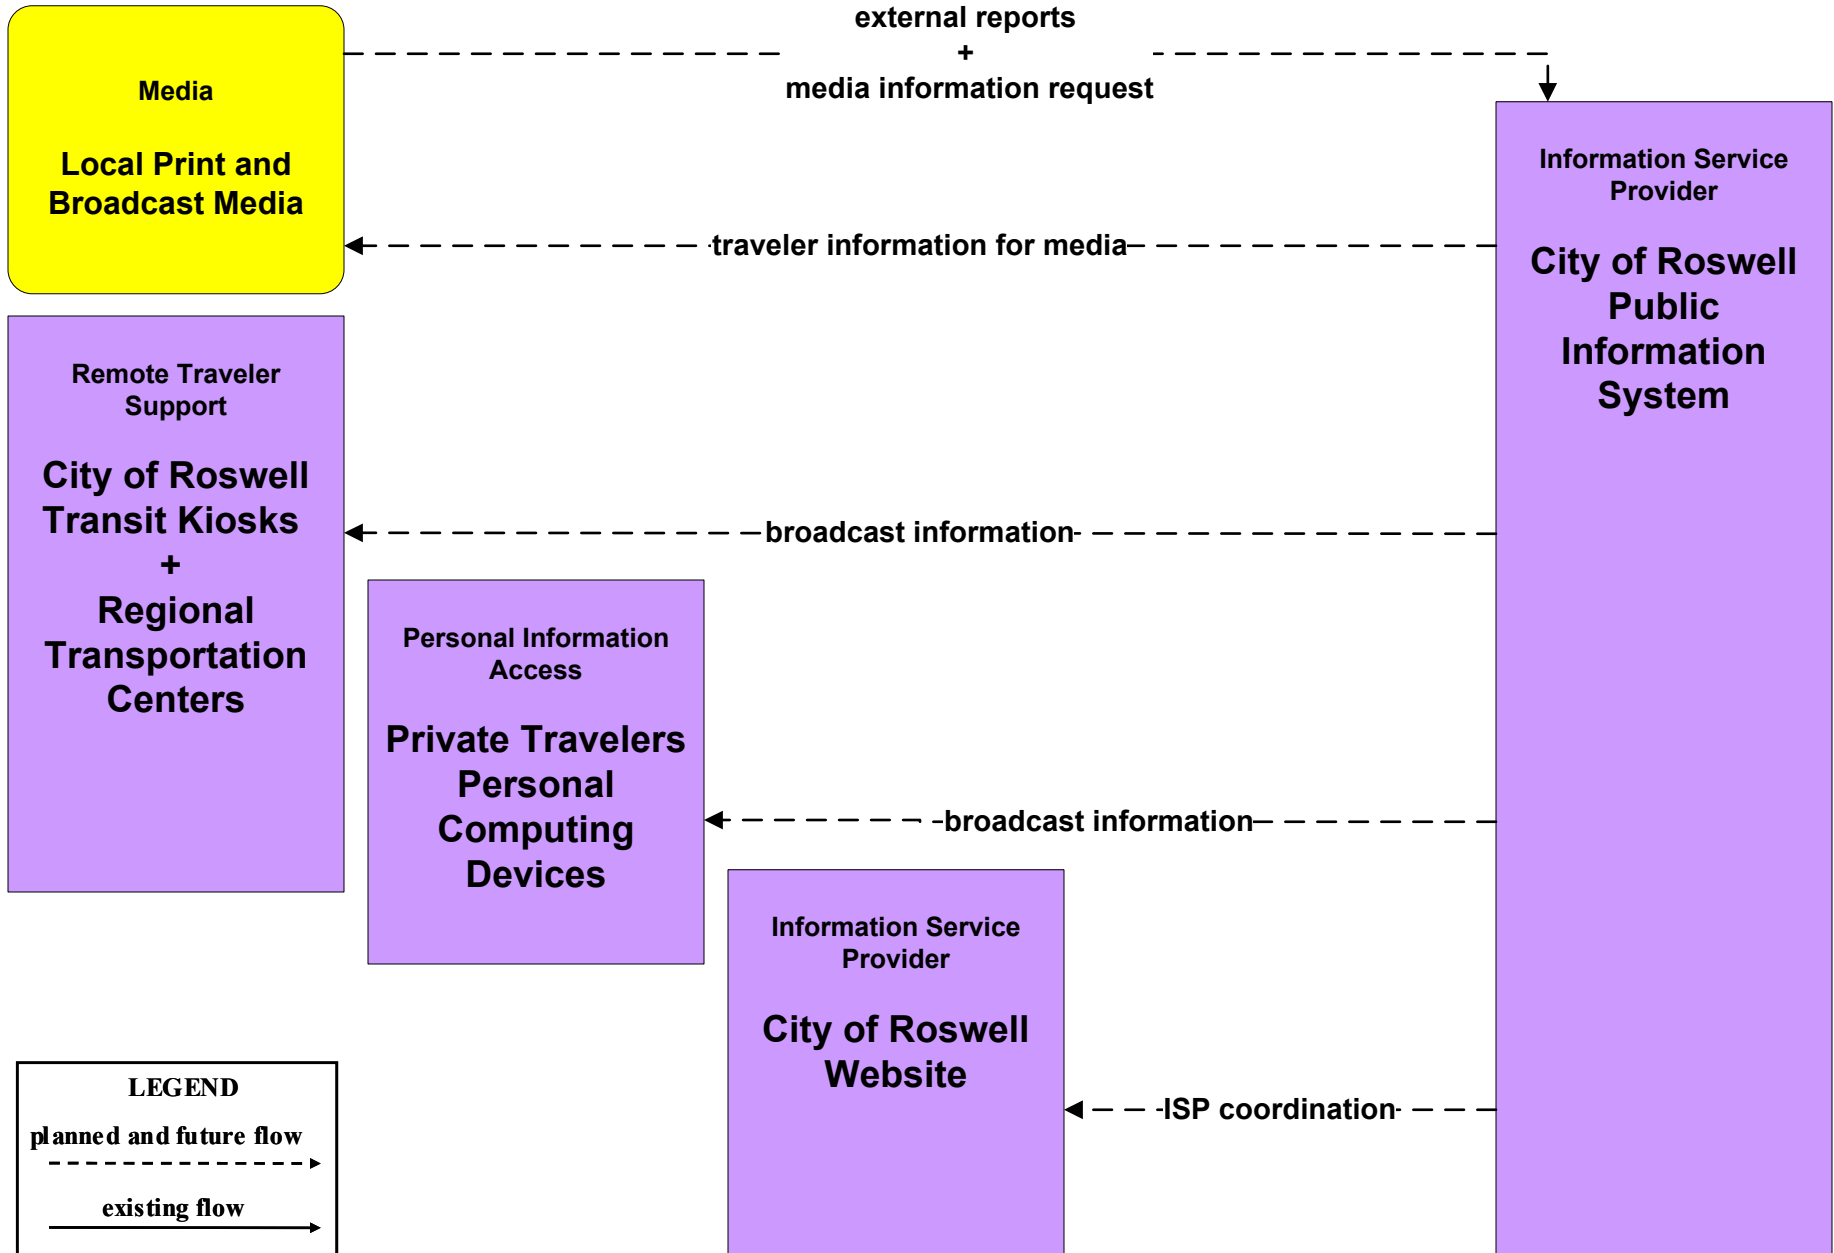 external reports
+
media information request
Media
Local Print and
Broadcast Media
traveler information for media
Information Service
Provider
City of Roswell
Public
Information
System
Remote Traveler
Support
City of Roswell
Transit Kiosks
+
Regional
Transportation
Centers
broadcast information
Personal Information
Access
Private Travelers
Personal
Computing
Devices
broadcast information
Information Service
Provider
City of Roswell
Website
ISP coordination
LEGEND
planned and future flow
existing flow